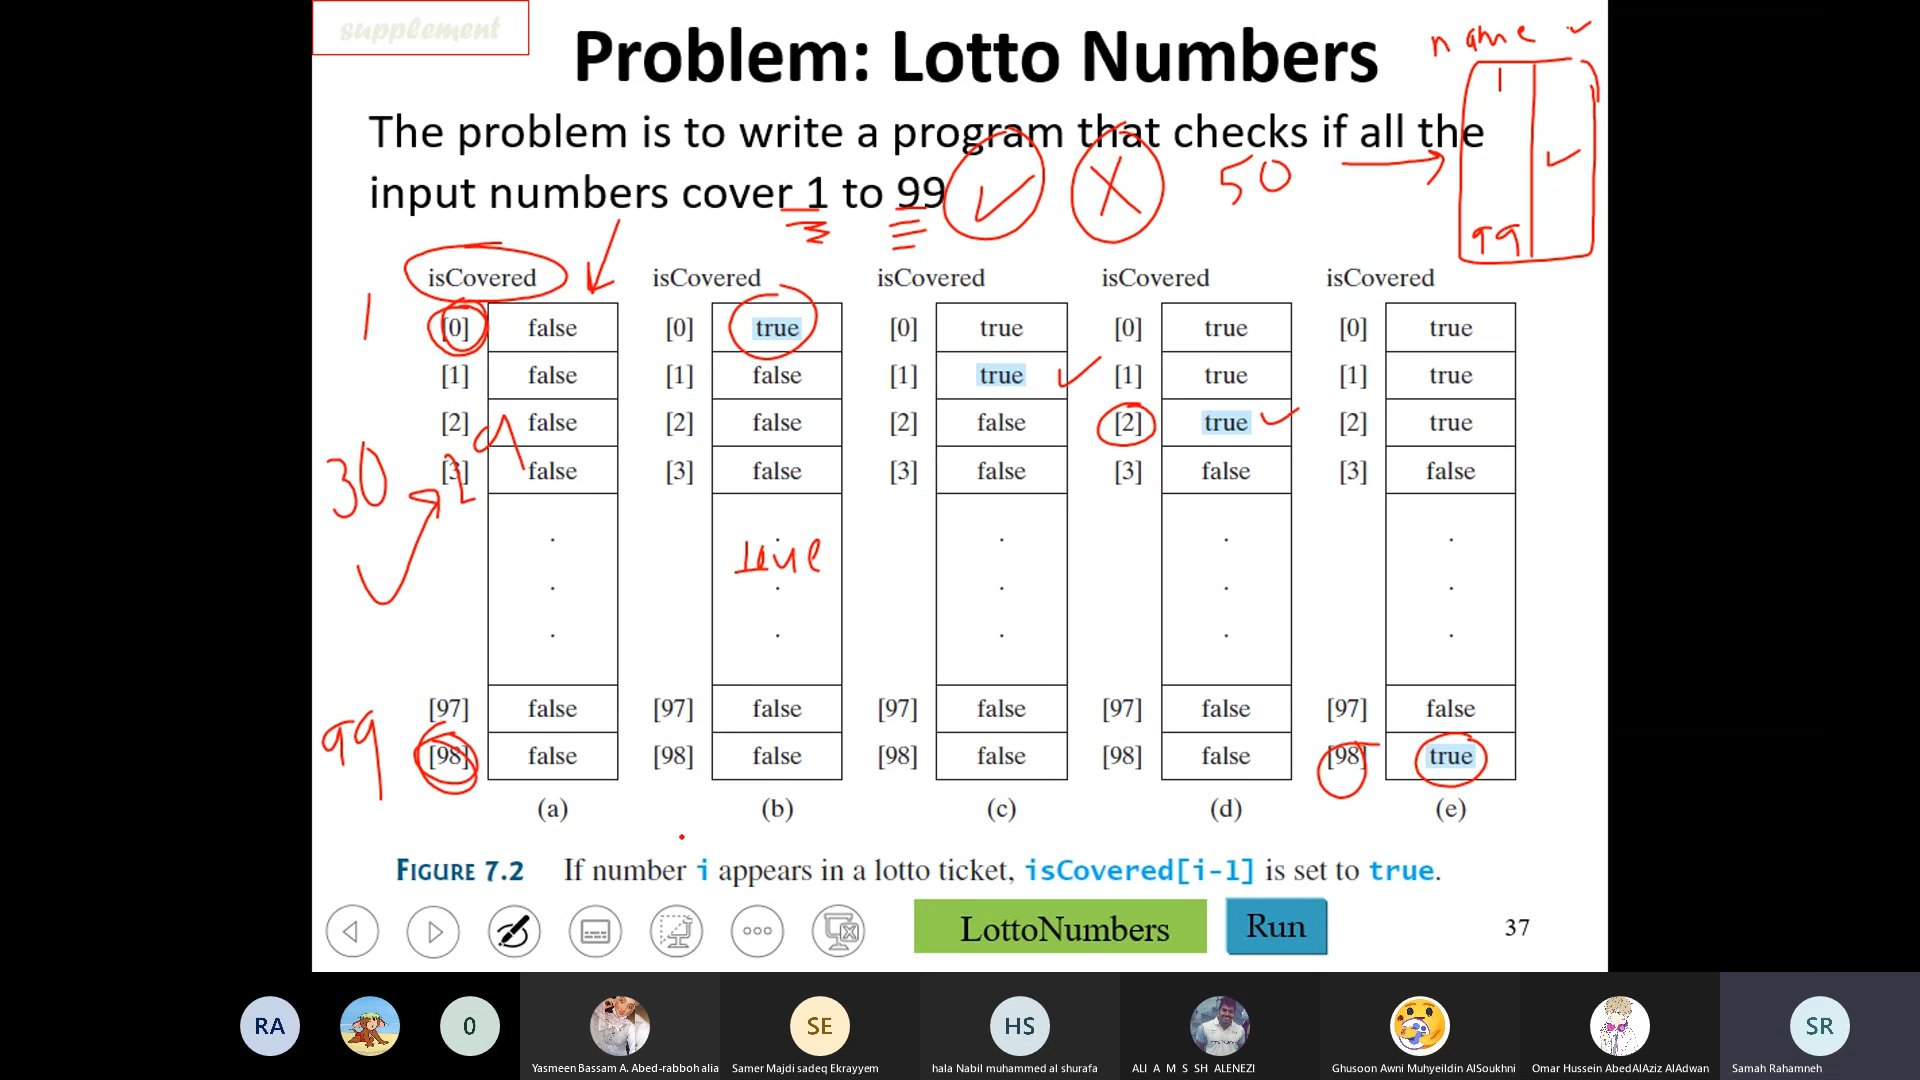 supplement
Problem: Lotto Numbers
name
The problem is to write a program that checks if all the
input numbers cover 1 to 99
50
1
99
isCovered isCovered isCovered isCovered isCovered
1
[0] false [0] true [0] true [0] true [0] true
[1] false [1] false [1] true [1] true [1] true
[2] false [2] false [2] false [2] true [2] true
[3] false [3] false [3] false [3] false [3] false
30 29
true
[97] false [97] false [97] false [97] false [97] false
99
[98] false [98] false [98] false [98] false [98] true
(a) (b) (c) (d) (e)
FIGURE 7.2 If number i appears in a lotto ticket, isCovered[i-1] is set to true.
LottoNumbers Run 37
RA 0 SE HS SR
Yasmeen Bassam A. Abed-rabboh alia Samer Majdi sadeq Ekrayyem hala Nabil muhammed al shurafa ALI A M S SH ALENEZI Ghusoon Awni Muhyeildin AlSoukhni Omar Hussein AbedAlAziz AlAdwan Samah Rahamneh